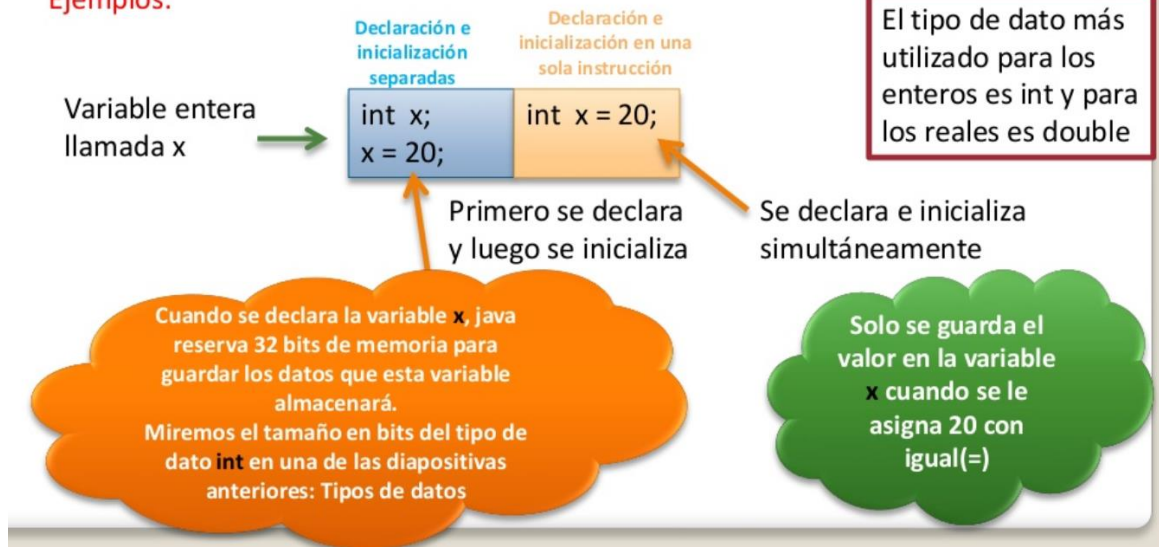 Ejemplos:
Declaración e
inicialización
separadas
Declaración e
inicialización en una
sola instrucción
El tipo de dato más
utilizado para los
enteros es int y para
los reales es double
Variable entera
llamada x
int x;
x = 20;
int x = 20;
Primero se declara
y luego se inicializa
Se declara e inicializa
simultáneamente
Cuando se declara la variable x, java
reserva 32 bits de memoria para
guardar los datos que esta variable
almacenará.
Miremos el tamaño en bits del tipo de
dato int en una de las diapositivas
anteriores: Tipos de datos
Solo se guarda el
valor en la variable
x cuando se le
asigna 20 con
igual(=)